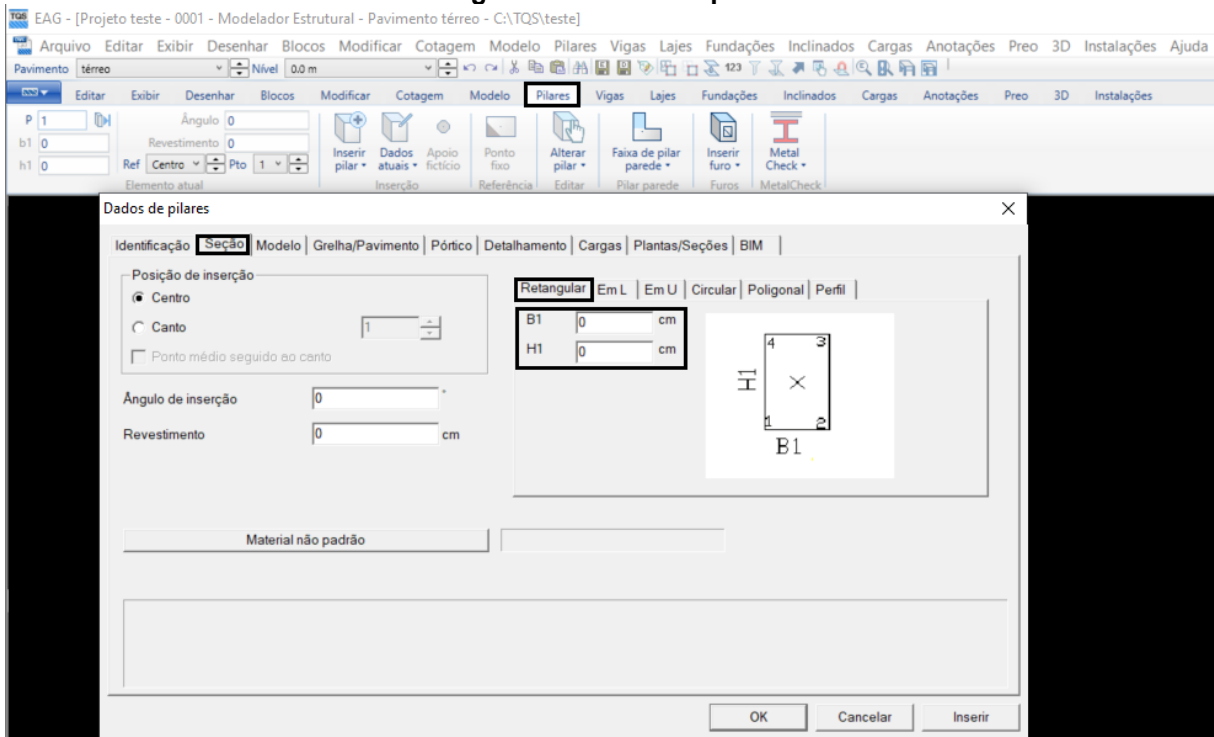 TQS EAG - [Projeto teste - 0001 - Modelador Estrutural - Pavimento térreo - C:\TQS\teste]
Arquivo Editar Exibir Desenhar Blocos Modificar Cotagem Modelo Pilares Vigas Lajes Fundações Inclinados Cargas Anotações Preo 3D Instalações Ajuda
Pavimento térreo Nível 0.0 m 123
Editar Exibir Desenhar Blocos Modificar Cotagem Modelo Pilares Vigas Lajes Fundações Inclinados Cargas Anotações Preo 3D Instalações
P 1 Ângulo 0
b1 0 Revestimento 0
h1 0 Ref Centro Pto 1
Inserir pilar Dados atuais Apoio fictício Ponto fixo Alterar pilar Faixa de pilar parede Inserir furo Metal Check
Elemento atual Inserção Referência Editar Pilar parede Furos MetalCheck
Dados de pilares
Identificação Seção Modelo Grelha/Pavimento Pórtico Detalhamento Cargas Plantas/Seções BIM
Posição de inserção
Centro
Canto 1
Ponto médio seguido ao canto
Ângulo de inserção 0 °
Revestimento 0 cm
Retangular Em L Em U Circular Poligonal Perfil
B1 0 cm
H1 0 cm
4 3
H1
1 2
B1
Material não padrão
OK Cancelar Inserir